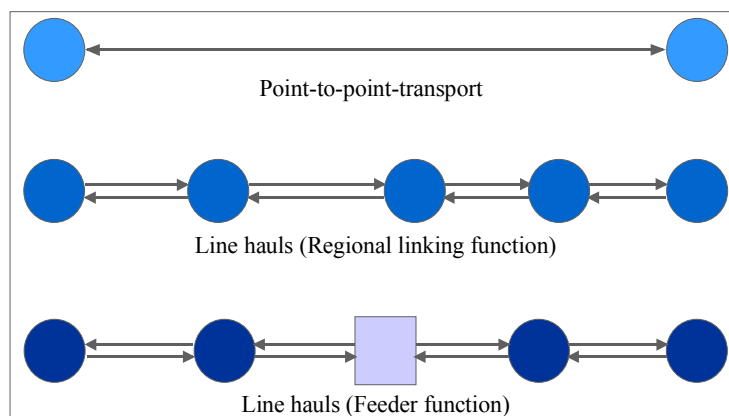 Point-to-point-transport
Line hauls (Regional linking function)
Line hauls (Feeder function)